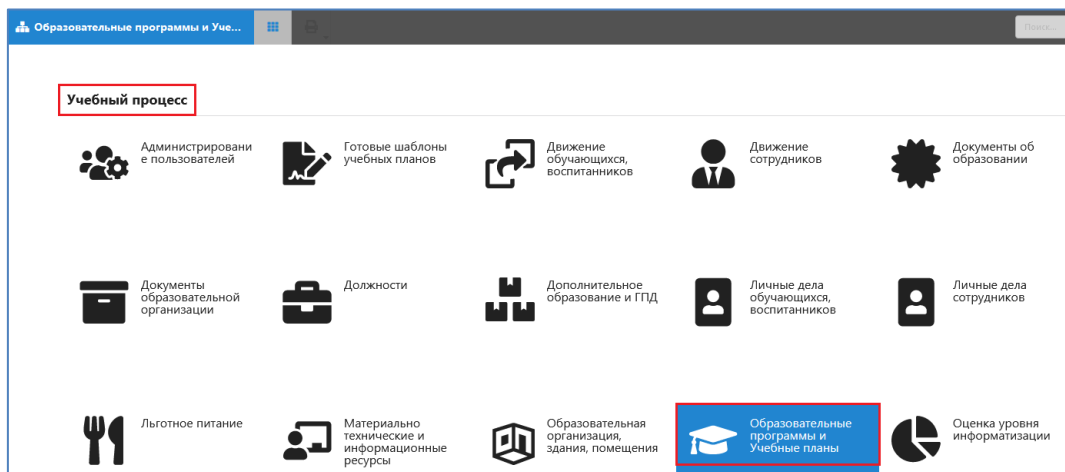 Образовательные программы и Уче...
Поиск...
Учебный процесс
Администрировани
е пользователей
Готовые шаблоны
учебных планов
Движение
обучающихся,
воспитанников
Движение
сотрудников
Документы об
образовании
Документы
образовательной
организации
Должности
Дополнительное
образование и ГПД
Личные дела
обучающихся,
воспитанников
Личные дела
сотрудников
Льготное питание
Материально
технические и
информационные
ресурсы
Образовательная
организация,
здания, помещения
Образовательные
программы и
Учебные планы
Оценка уровня
информатизации